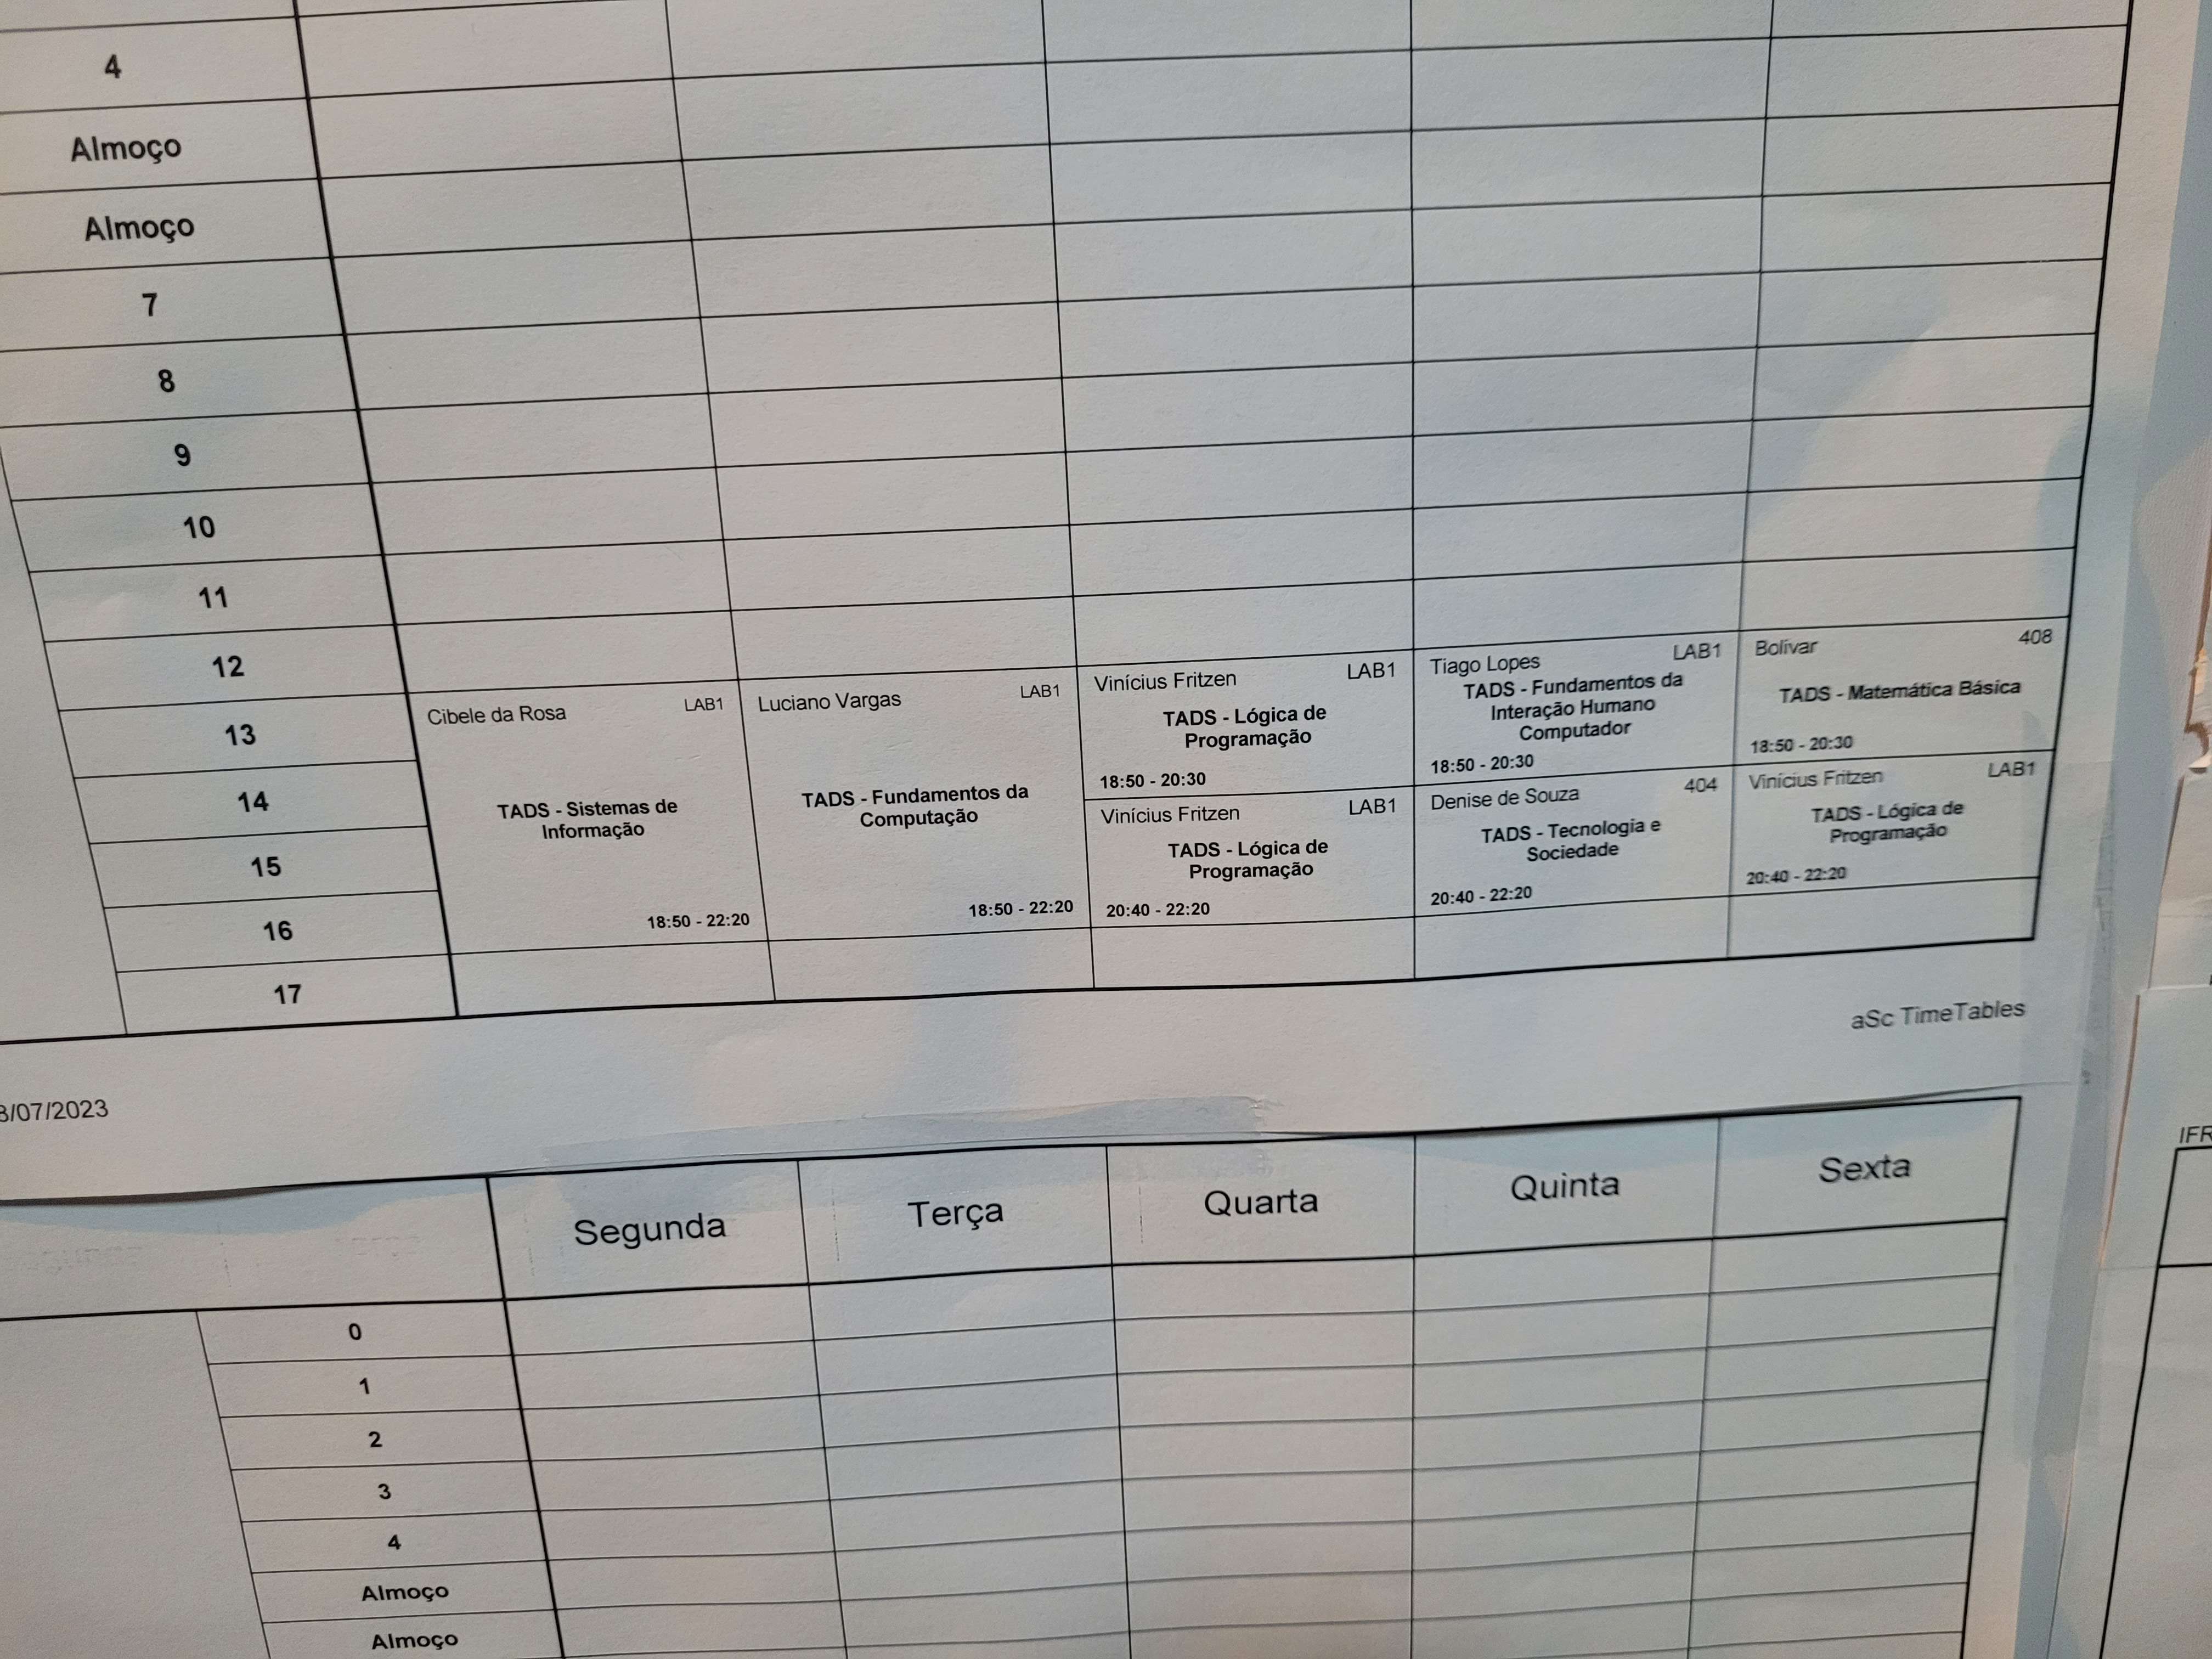 4
Almoço
Almoço
7
8
9
10
11
12
13
14
15
16
17
Cibele da Rosa LAB1
TADS - Sistemas de
Informação
18:50 - 22:20
Luciano Vargas LAB1
TADS - Fundamentos da
Computação
18:50 - 22:20
Vinícius Fritzen LAB1
TADS - Lógica de
Programação
18:50 - 20:30
Vinícius Fritzen LAB1
TADS - Lógica de
Programação
20:40 - 22:20
Tiago Lopes LAB1
TADS - Fundamentos da
Interação Humano
Computador
18:50 - 20:30
Denise de Souza 404
TADS - Tecnologia e
Sociedade
20:40 - 22:20
Bolívar 408
TADS - Matemática Básica
18:50 - 20:30
Vinícius Fritzen LAB1
TADS - Lógica de
Programação
20:40 - 22:20
aSc TimeTables
8/07/2023
Segunda Terça Quarta Quinta Sexta
0
1
2
3
4
Almoço
Almoço
IFR